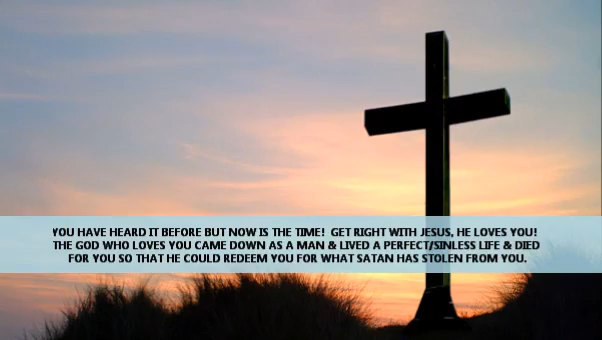 YOU HAVE HEARD IT BEFORE BUT NOW IS THE TIME! GET RIGHT WITH JESUS, HE LOVES YOU!
THE GOD WHO LOVES YOU CAME DOWN AS A MAN & LIVED A PERFECT/SINLESS LIFE & DIED
FOR YOU SO THAT HE COULD REDEEM YOU FOR WHAT SATAN HAS STOLEN FROM YOU.